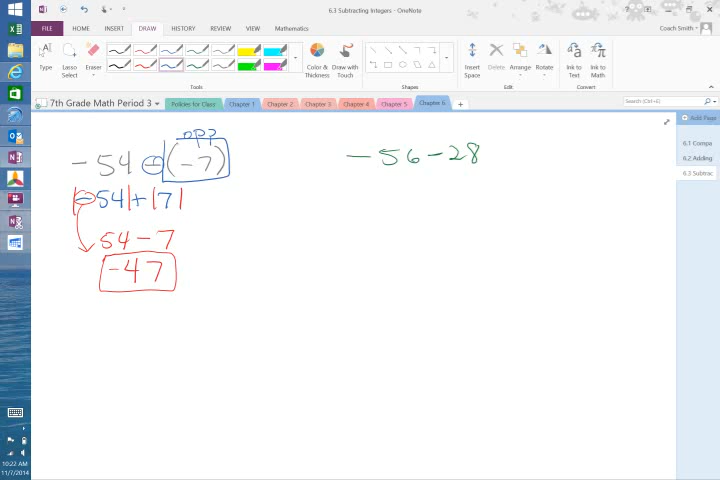 6.3 Subtracting Integers - OneNote
FILE HOME INSERT DRAW HISTORY REVIEW VIEW Mathematics
Coach Smith
Type Lasso Select Eraser
Color & Thickness Draw with Touch
Insert Space Delete Arrange Rotate
Ink to Text Ink to Math
Tools Shapes Edit Convert
7th Grade Math Period 3 Policies for Class Chapter 1 Chapter 2 Chapter 3 Chapter 4 Chapter 5 Chapter 6 +
Search (Ctrl+E)
Add Page
6.1 Compa
6.2 Adding
6.3 Subtrac
opp
-54 + (-7)
|-54| + |7|
54 - 7
-47
-56-28
10:22 AM
11/7/2014